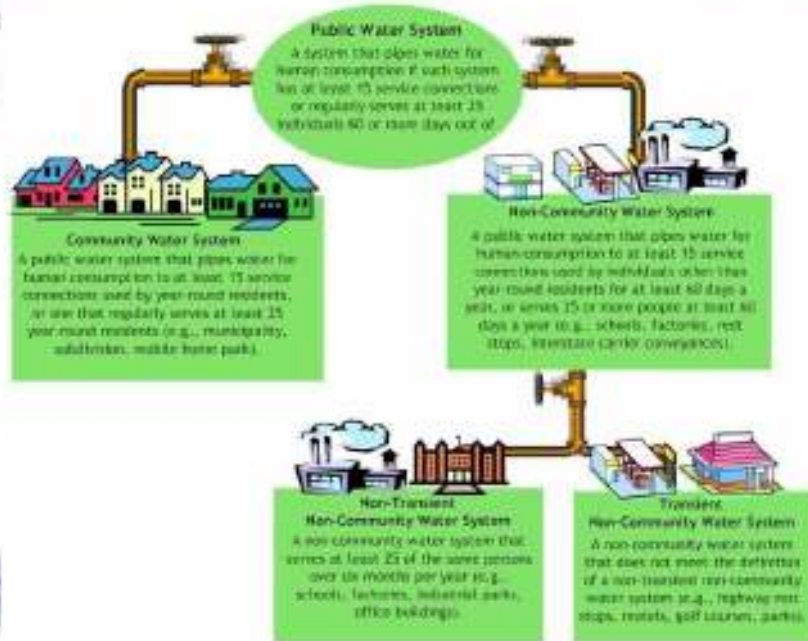 Public Water System
A system that pipes water for
human consumption if such system
has at least 15 service connections
or regularly serves at least 25
individuals 60 or more days out of
Community Water System
A public water system that pipes water for
human consumption to at least 15 service
connections used by year-round residents,
or one that regularly serves at least 25
year-round residents (e.g., municipality,
subdivision, mobile home park).
Non-Community Water System
A public water system that pipes water for
human consumption to at least 15 service
connections used by individuals other than
year-round residents for at least 60 days a
year, or serves 25 or more people at least 60
days a year (e.g., schools, factories, rest
stops, interstate carrier conveyances).
Non-Transient
Non-Community Water System
A non-community water system that
serves at least 25 of the same persons
over six months per year (e.g.,
schools, factories, industrial parks,
office buildings).
Transient
Non-Community Water System
A non-community water system
that does not meet the definition
of a non-transient non-community
water system (e.g., highway rest
stops, motels, golf courses, parks).